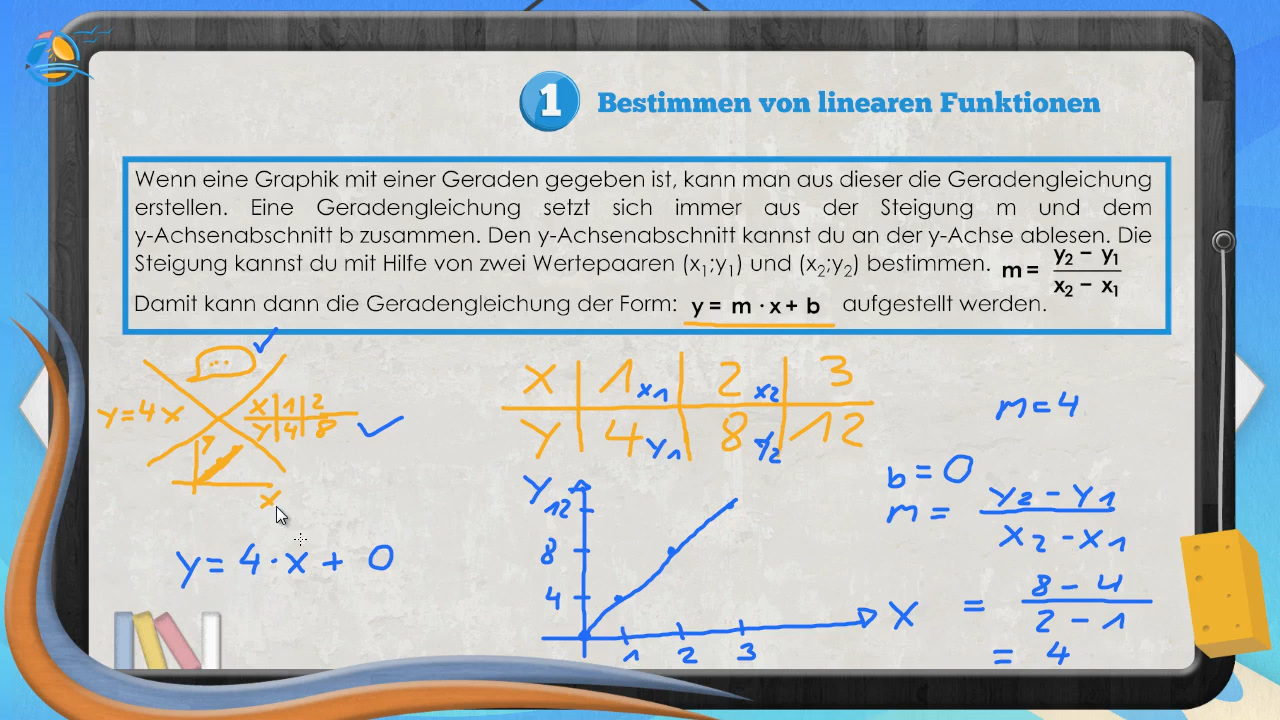 1 Bestimmen von linearen Funktionen
Wenn eine Graphik mit einer Geraden gegeben ist, kann man aus dieser die Geradengleichung
erstellen. Eine Geradengleichung setzt sich immer aus der Steigung m und dem
y-Achsenabschnitt b zusammen. Den y-Achsenabschnitt kannst du an der y-Achse ablesen. Die
Steigung kannst du mit Hilfe von zwei Wertepaaren (x₁;y₁) und (x₂;y₂) bestimmen. m = y₂ − y₁ / x₂ − x₁
Damit kann dann die Geradengleichung der Form: y = m · x + b aufgestellt werden.
...
y=4x
x 1 2
y 4 8
y
x
y = 4·x + 0
x 1 x1 2 x2 3
y 4 y1 8 y2 12
y
12
8
4
1 2 3
x
m=4
b=0
m = y2 - y1
x2 - x1
= 8 - 4
2 - 1
= 4